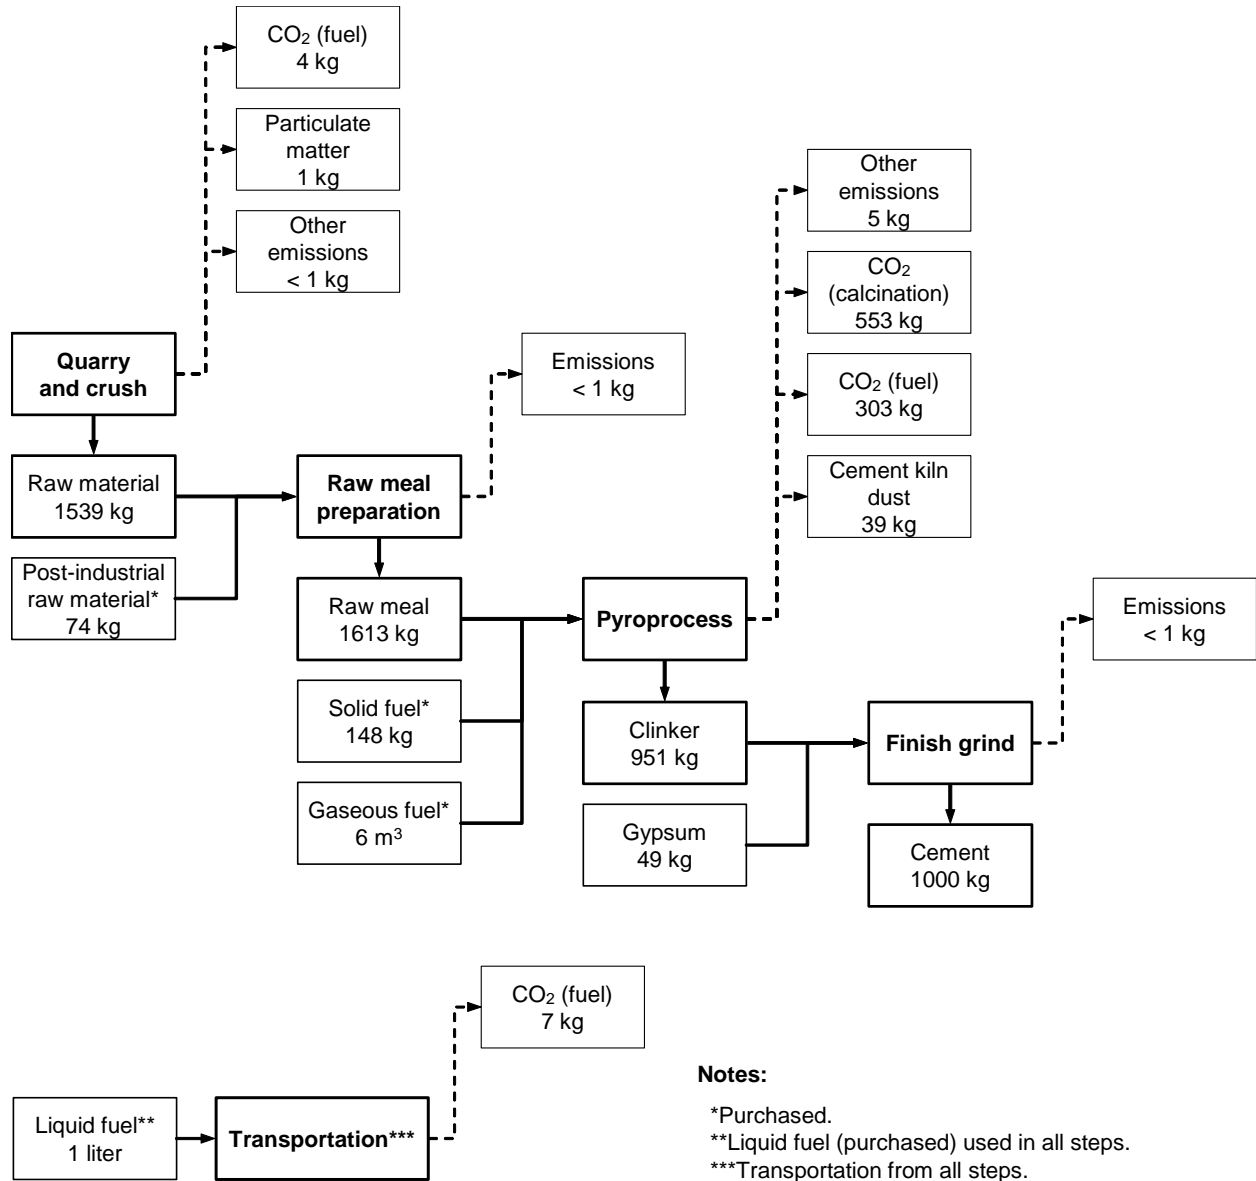 CO₂ (fuel)
4 kg
Particulate
matter
1 kg
Other
emissions
< 1 kg
Other
emissions
5 kg
CO₂
(calcination)
553 kg
CO₂ (fuel)
303 kg
Cement kiln
dust
39 kg
Quarry
and crush
Emissions
< 1 kg
Raw material
1539 kg
Raw meal
preparation
Post-industrial
raw material*
74 kg
Raw meal
1613 kg
Pyroprocess
Emissions
< 1 kg
Solid fuel*
148 kg
Clinker
951 kg
Finish grind
Gaseous fuel*
6 m³
Gypsum
49 kg
Cement
1000 kg
CO₂ (fuel)
7 kg
Liquid fuel**
1 liter
Transportation***
Notes:
*Purchased.
**Liquid fuel (purchased) used in all steps.
***Transportation from all steps.